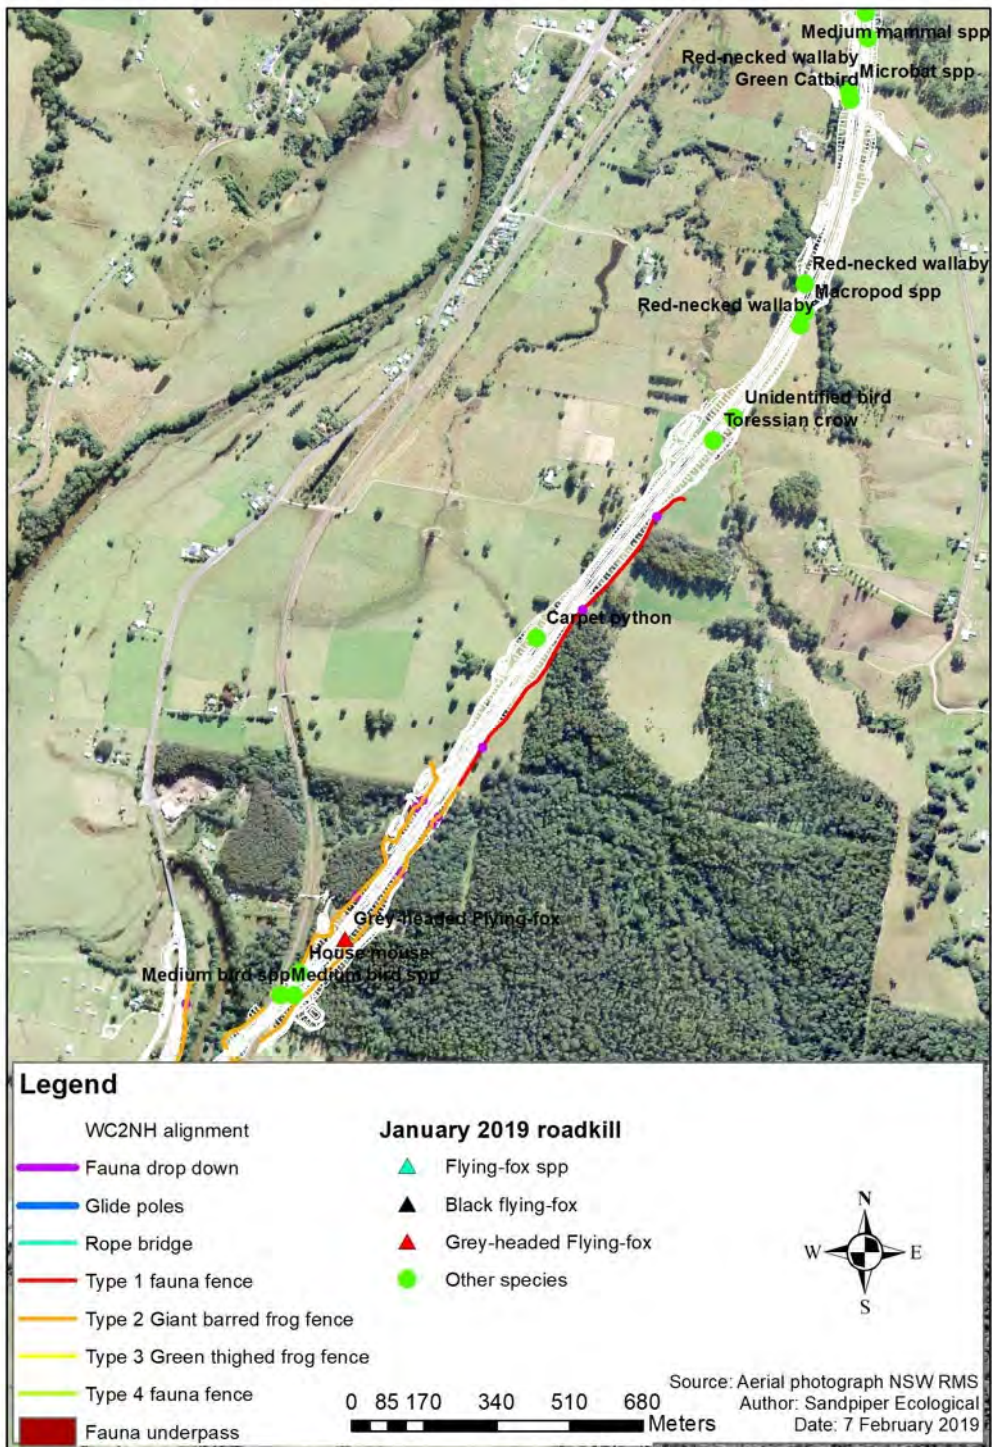 Medium mammal spp
Red-necked wallaby
Microbat spp
Green Catbird
Red-necked wallaby
Macropod spp
Red-necked wallaby
Unidentified bird
Toressian crow
Carpet python
Grey-headed Flying-fox
House mouse
Medium bird spp Medium bird spp
Legend
WC2NH alignment
Fauna drop down
Glide poles
Rope bridge
Type 1 fauna fence
Type 2 Giant barred frog fence
Type 3 Green thighed frog fence
Type 4 fauna fence
Fauna underpass
January 2019 roadkill
Flying-fox spp
Black flying-fox
Grey-headed Flying-fox
Other species
N
W E
S
0 85 170 340 510 680
Meters
Source: Aerial photograph NSW RMS
Author: Sandpiper Ecological
Date: 7 February 2019